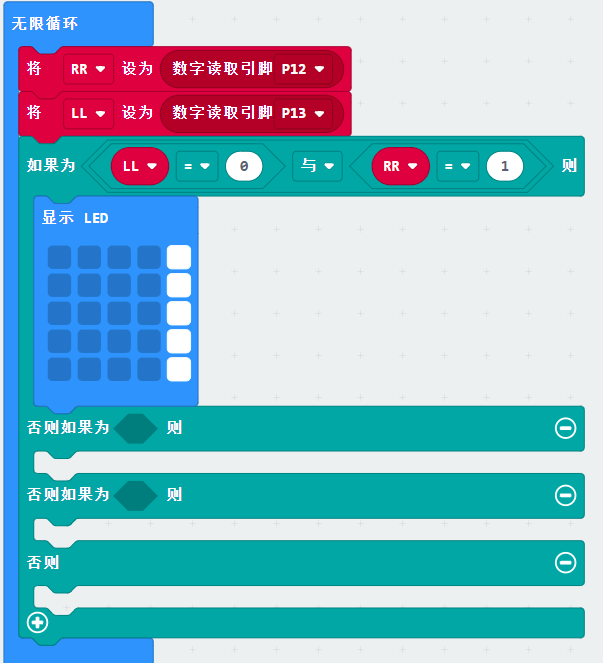 无限循环
将 RR 设为 数字读取引脚 P12
将 LL 设为 数字读取引脚 P13
如果为 LL = 0 与 RR = 1 则
显示 LED
否则如果为 则
否则如果为 则
否则